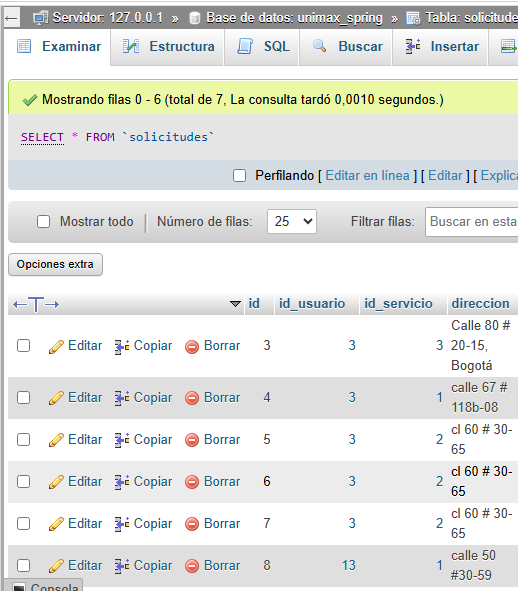 Servidor: 127.0.0.1 » Base de datos: unimax_spring » Tabla: solicitude
Examinar Estructura SQL Buscar Insertar
Mostrando filas 0 - 6 (total de 7, La consulta tardó 0,0010 segundos.)
SELECT * FROM `solicitudes`
Perfilando [ Editar en línea ] [ Editar ] [ Explica
Mostrar todo Número de filas: 25 Filtrar filas: Buscar en esta
Opciones extra
id id_usuario id_servicio direccion
Editar Copiar Borrar 3 3 3 Calle 80 #
20-15,
Bogotá
Editar Copiar Borrar 4 3 1 calle 67 #
118b-08
Editar Copiar Borrar 5 3 2 cl 60 # 30-
65
Editar Copiar Borrar 6 3 2 cl 60 # 30-
65
Editar Copiar Borrar 7 3 2 cl 60 # 30-
65
Editar Copiar Borrar 8 13 1 calle 50
#30-59
Consola